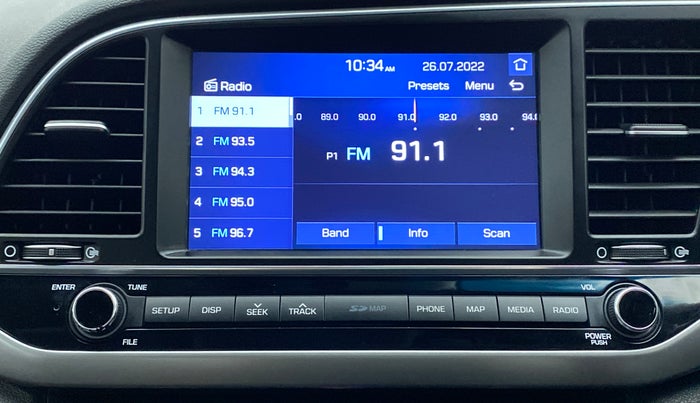 10:34 AM 26.07.2022
Radio Presets Menu
1 FM 91.1
2 FM 93.5
3 FM 94.3
4 FM 95.0
5 FM 96.7
.0 89.0 90.0 91.0 92.0 93.0 94.0
P1 FM 91.1
Band Info Scan
ENTER TUNE VOL
SETUP DISP SEEK TRACK SD MAP PHONE MAP MEDIA RADIO
FILE POWER
PUSH